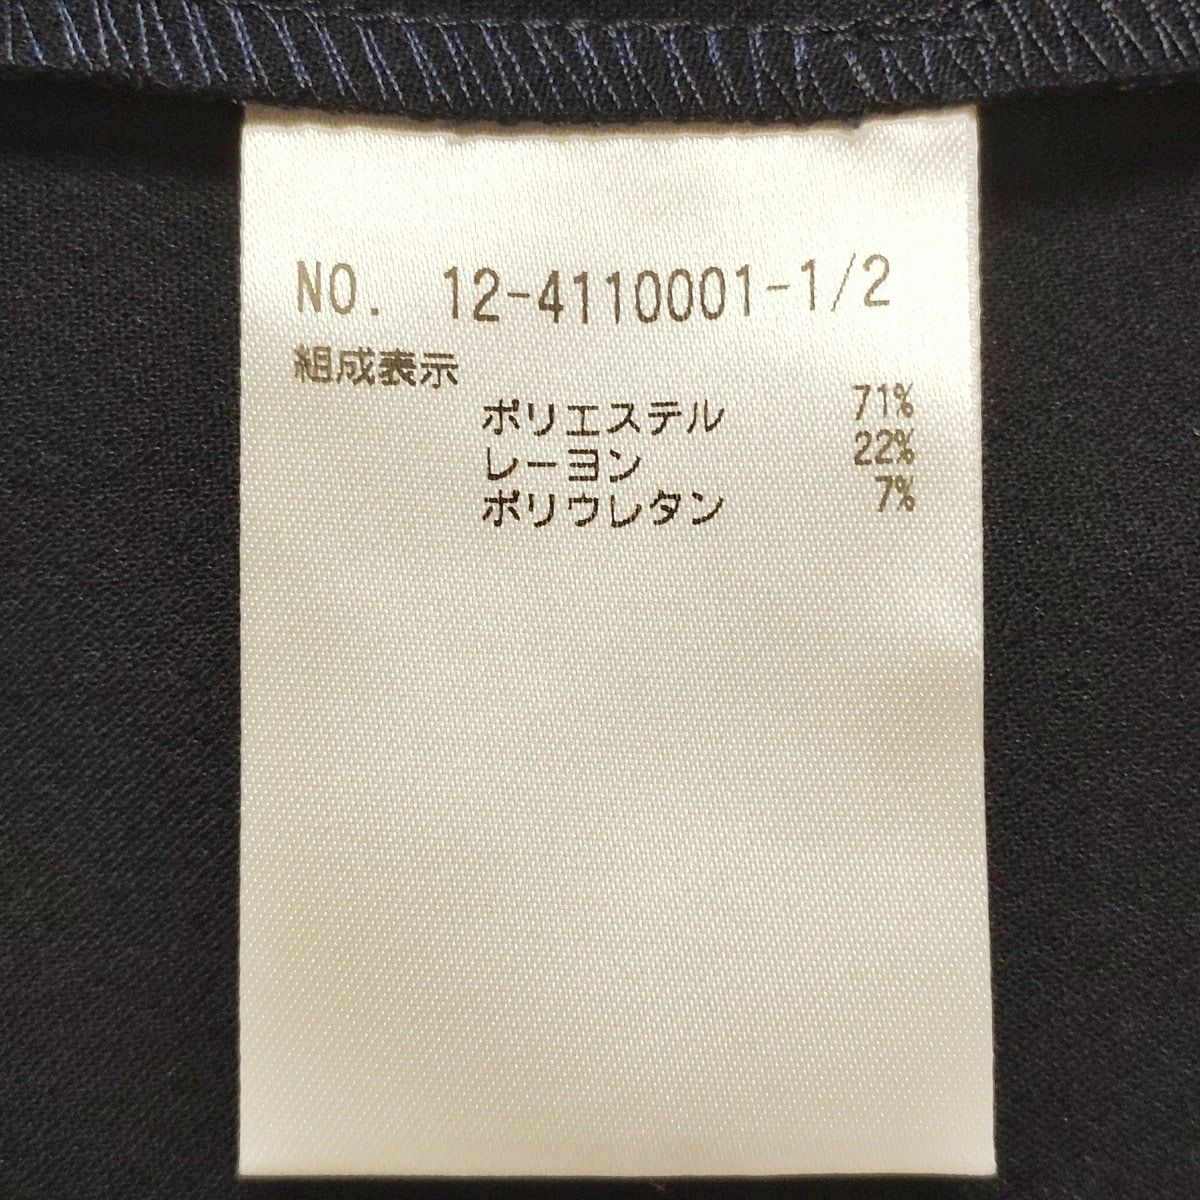 NO. 12-4110001-1/2
組成表示
ポリエステル 71%
レーヨン 22%
ポリウレタン 7%